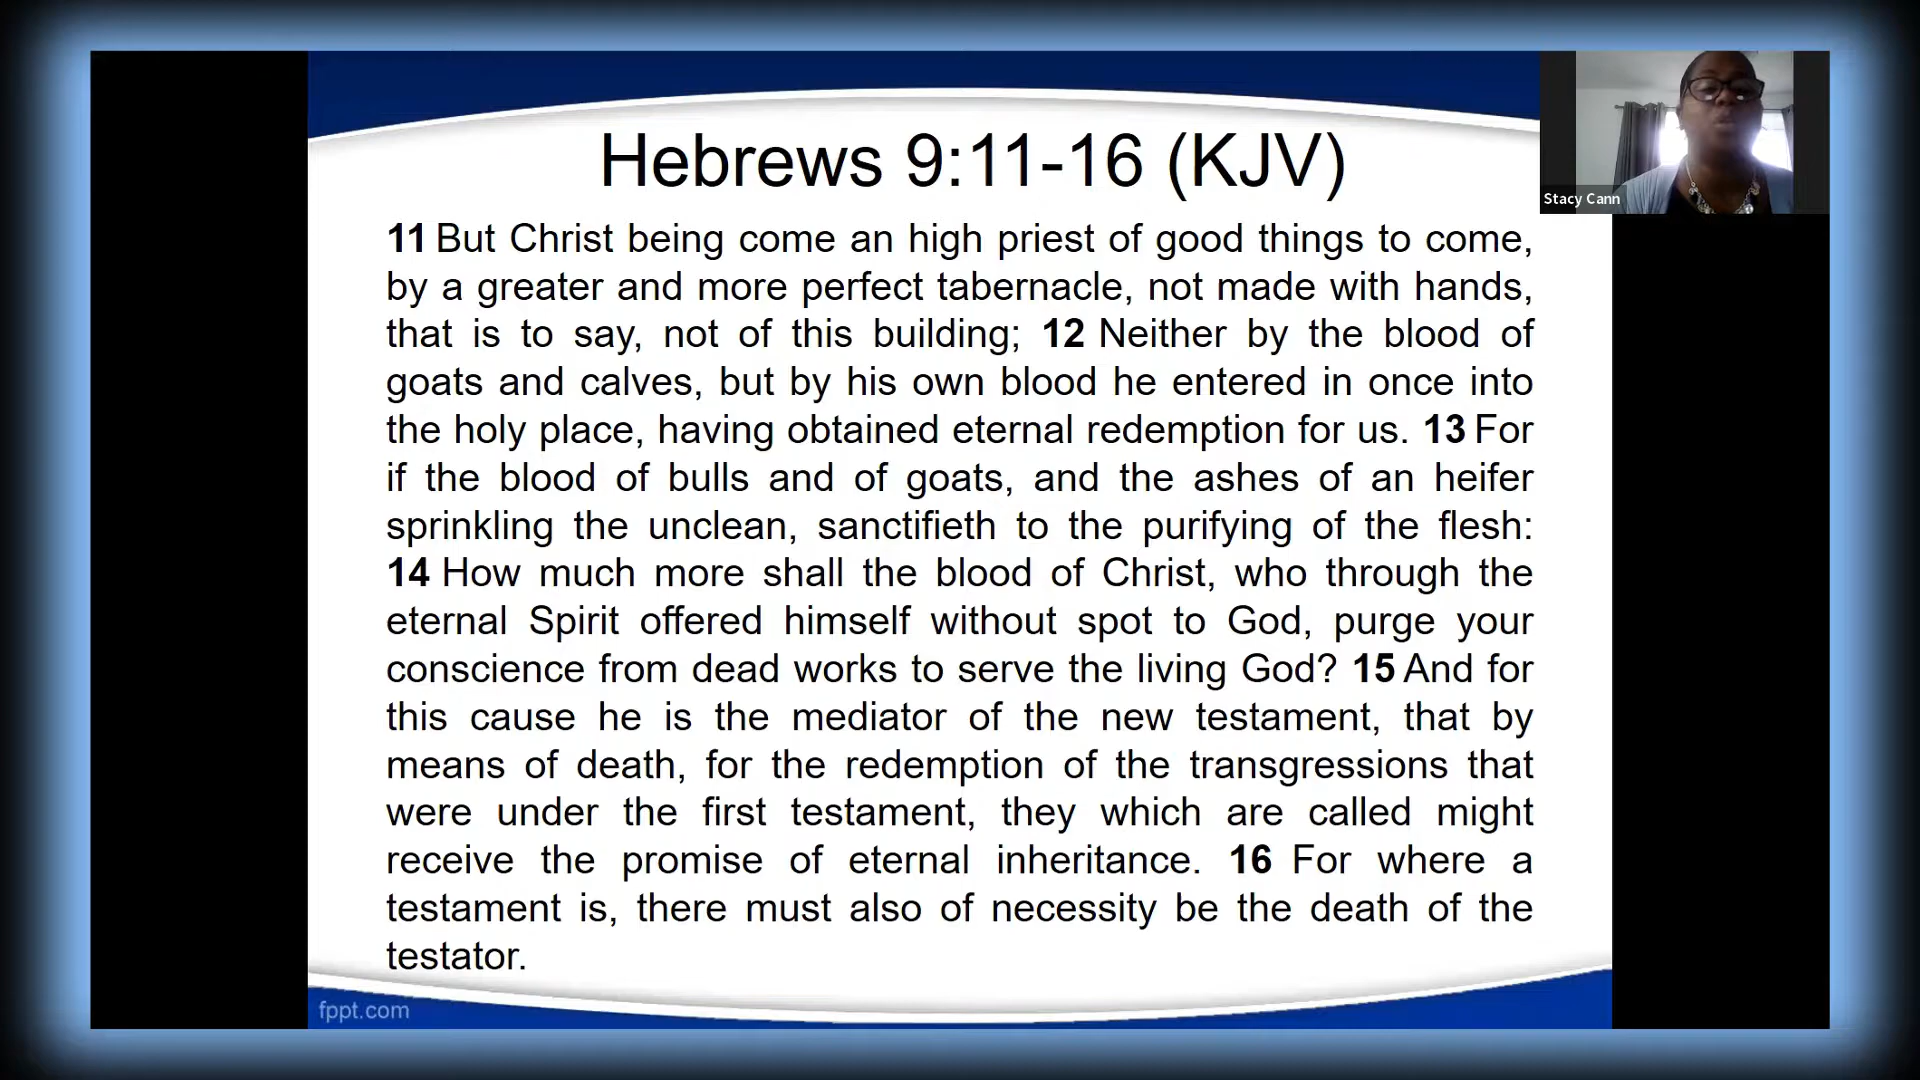 Hebrews 9:11-16 (KJV)
Stacy Cann
11 But Christ being come an high priest of good things to come,
by a greater and more perfect tabernacle, not made with hands,
that is to say, not of this building; 12 Neither by the blood of
goats and calves, but by his own blood he entered in once into
the holy place, having obtained eternal redemption for us. 13 For
if the blood of bulls and of goats, and the ashes of an heifer
sprinkling the unclean, sanctifieth to the purifying of the flesh:
14 How much more shall the blood of Christ, who through the
eternal Spirit offered himself without spot to God, purge your
conscience from dead works to serve the living God? 15 And for
this cause he is the mediator of the new testament, that by
means of death, for the redemption of the transgressions that
were under the first testament, they which are called might
receive the promise of eternal inheritance. 16 For where a
testament is, there must also of necessity be the death of the
testator.
fppt.com